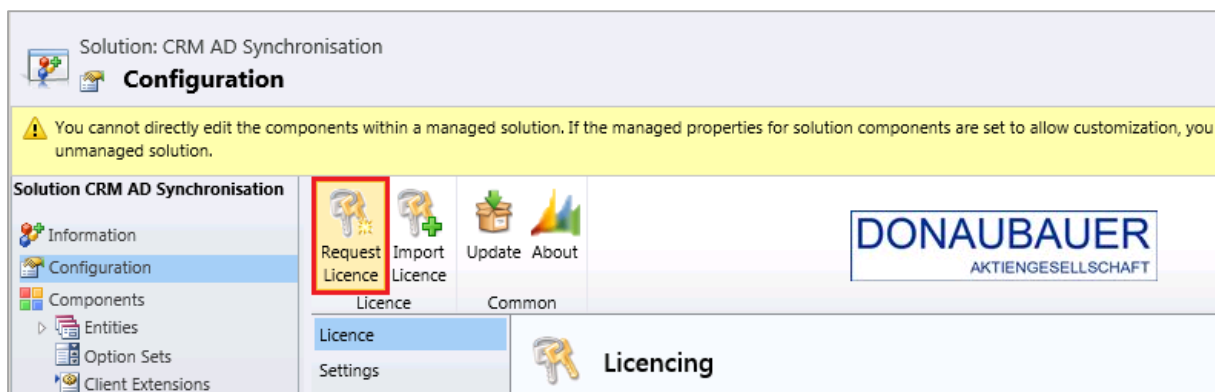 Solution: CRM AD Synchronisation
Configuration
You cannot directly edit the components within a managed solution. If the managed properties for solution components are set to allow customization, you
unmanaged solution.
Solution CRM AD Synchronisation
Information
Configuration
Components
Entities
Option Sets
Client Extensions
Request Licence
Import Licence
Licence
Update
About
Common
DONAUBAUER
AKTIENGESELLSCHAFT
Licence
Settings
Licencing